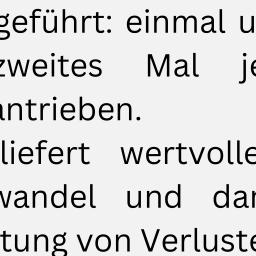 geführt: einmal u
zweites Mal je
antrieben.
liefert wertvolle
wandel und dar
tung von Verluste